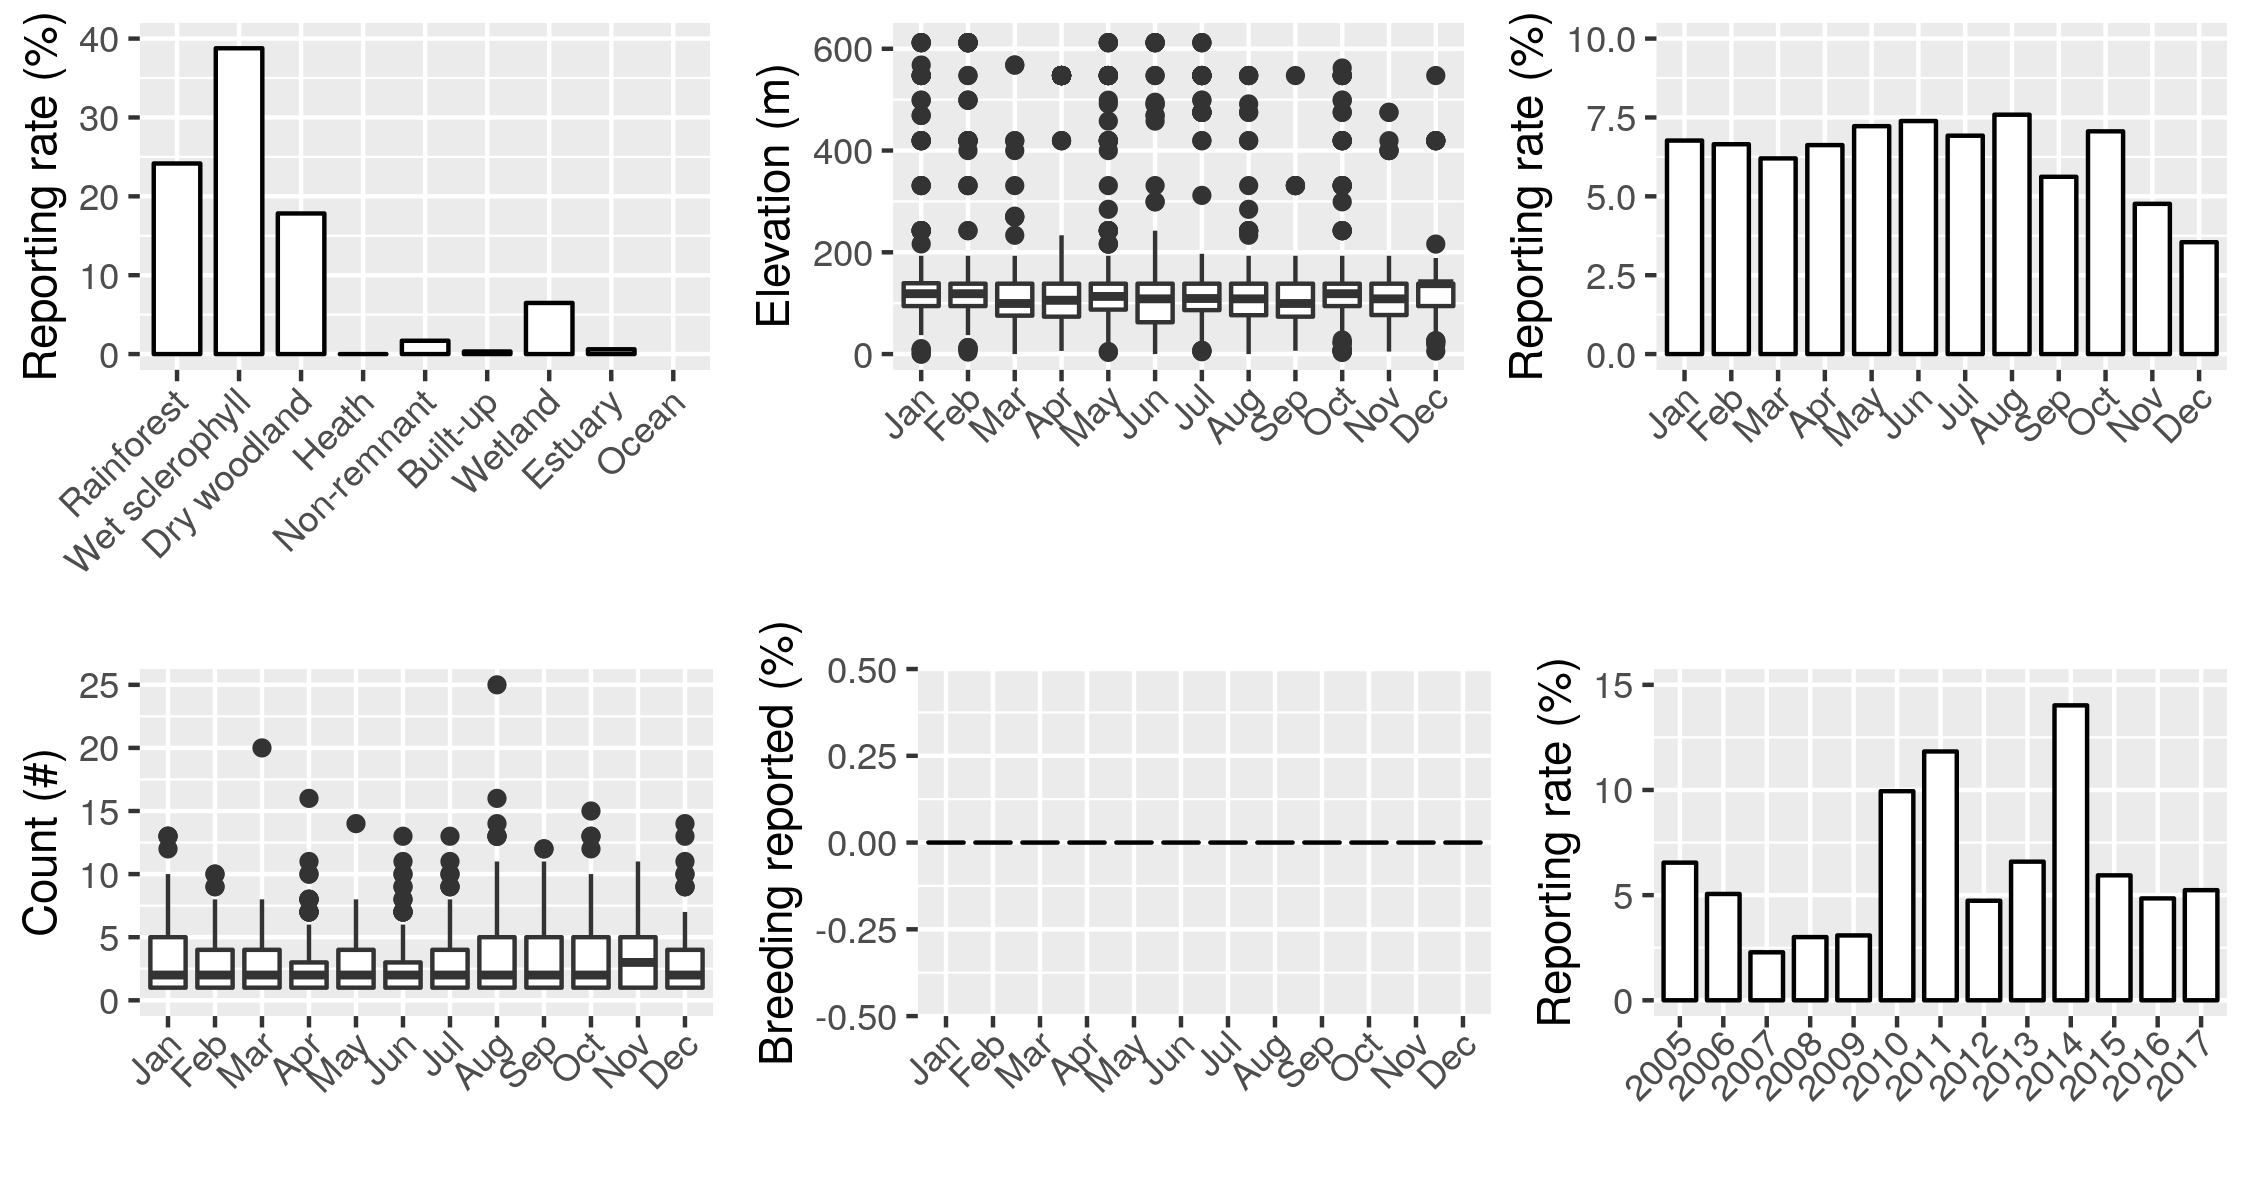 Reporting rate (%)
40
30
20
10
0
Rainforest
Wet sclerophyll
Dry woodland
Heath
Non-remnant
Built-up
Wetland
Estuary
Ocean
Elevation (m)
600
400
200
0
Jan
Feb
Mar
Apr
May
Jun
Jul
Aug
Sep
Oct
Nov
Dec
Reporting rate (%)
10.0
7.5
5.0
2.5
0.0
Jan
Feb
Mar
Apr
May
Jun
Jul
Aug
Sep
Oct
Nov
Dec
Count (#)
25
20
15
10
5
0
Jan
Feb
Mar
Apr
May
Jun
Jul
Aug
Sep
Oct
Nov
Dec
Breeding reported (%)
0.50
0.25
0.00
-0.25
-0.50
Jan
Feb
Mar
Apr
May
Jun
Jul
Aug
Sep
Oct
Nov
Dec
Reporting rate (%)
15
10
5
0
2005
2006
2007
2008
2009
2010
2011
2012
2013
2014
2015
2016
2017